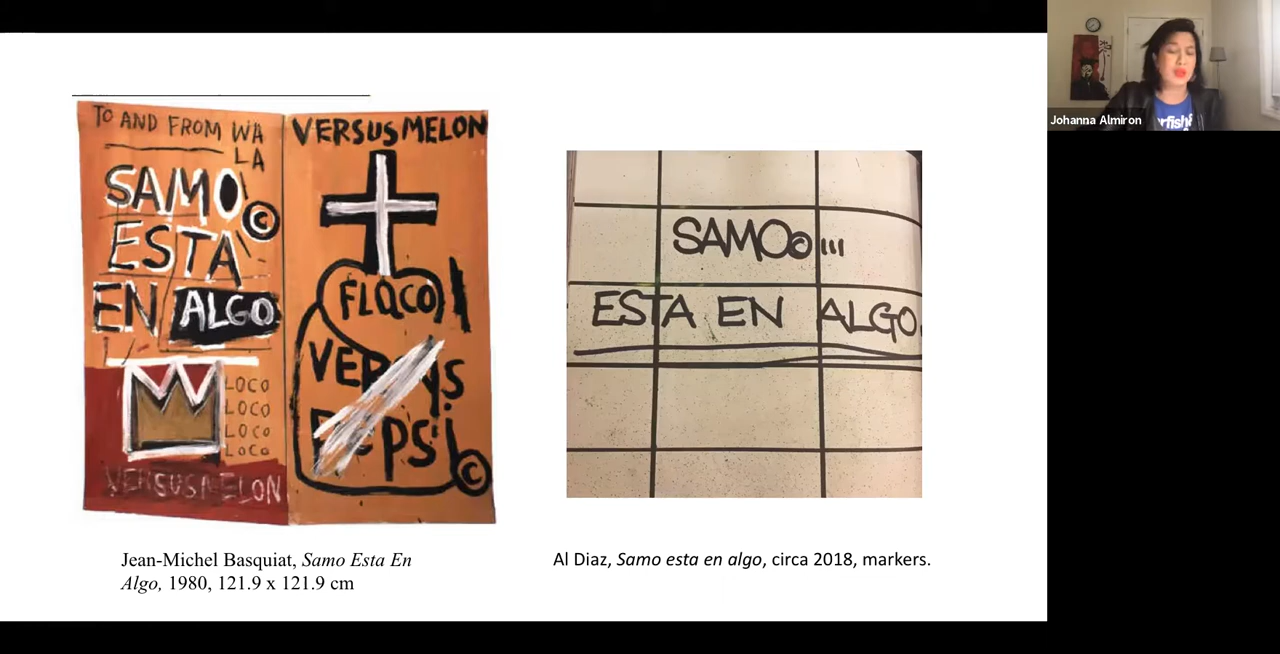 TO AND FROM WA
LA
SAMO©
ESTA
EN ALGO
LOCO
LOCO
LOCO
LOCO
VERSUSMELON
VERSUS MELON
FLACO
VERSUS
PEPSI
©
SAMO© III
ESTA EN ALGO
Jean-Michel Basquiat, Samo Esta En
Algo, 1980, 121.9 x 121.9 cm
Al Diaz, Samo esta en algo, circa 2018, markers.
Johanna Almiron